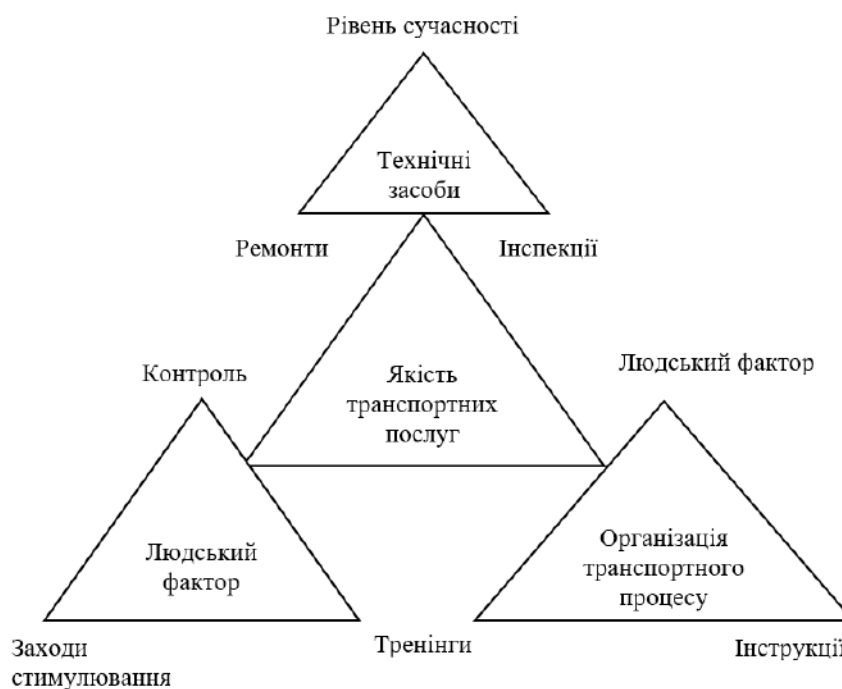 Рівень сучасності
Технічні
засоби
Ремонти
Інспекції
Контроль
Якість
транспортних
послуг
Людський фактор
Людський
фактор
Організація
транспортного
процесу
Заходи
стимулювання
Тренінги
Інструкції